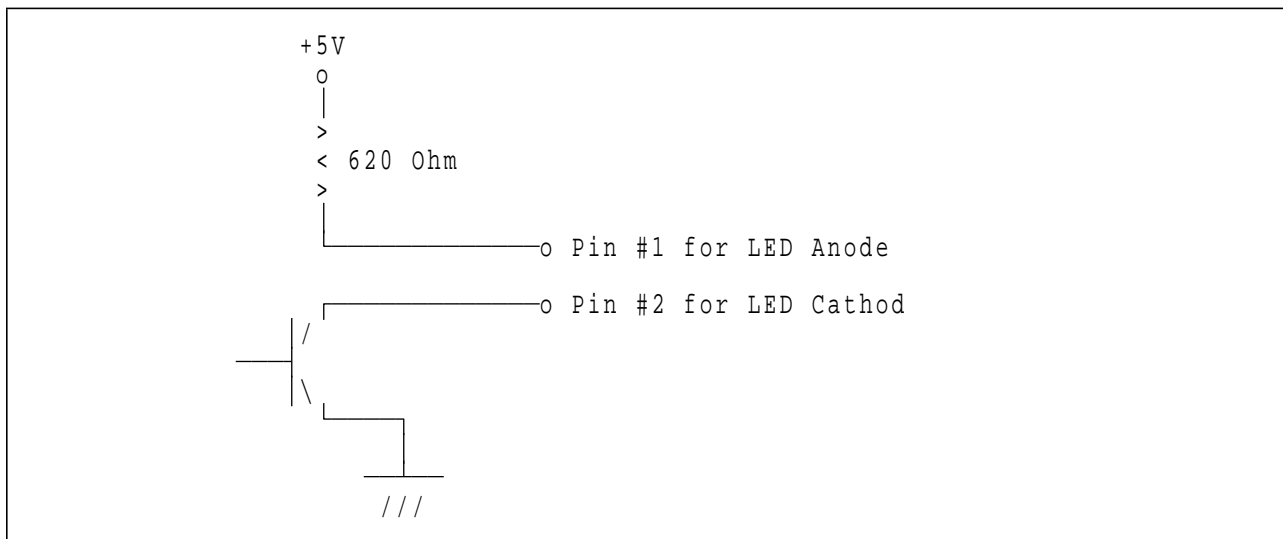 +5V
620 Ohm
Pin #1 for LED Anode
Pin #2 for LED Cathod